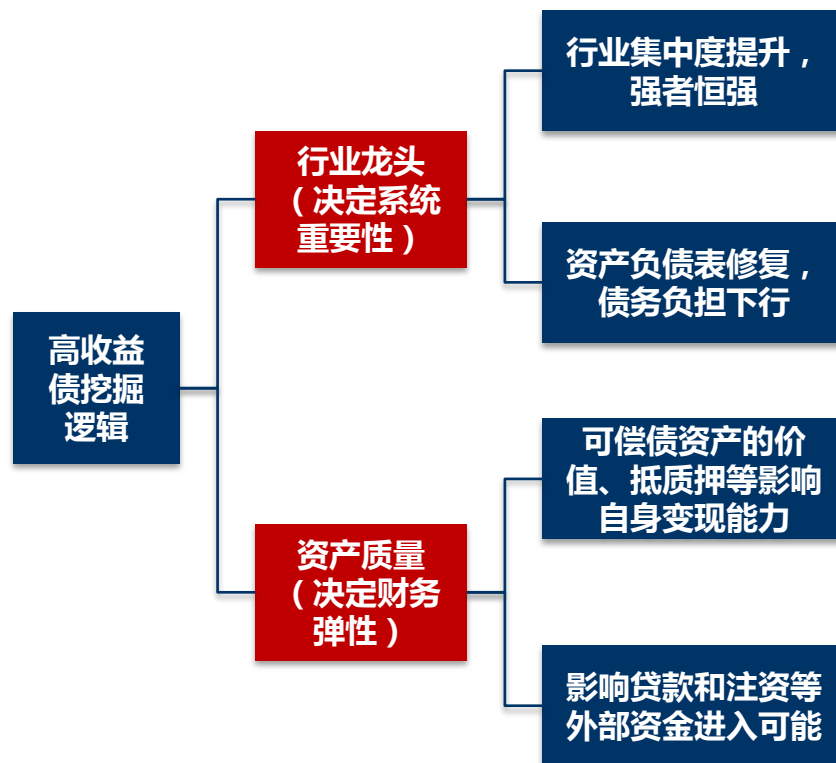 高收益
债挖掘
逻辑
行业龙头
（决定系统
重要性）
行业集中度提升，
强者恒强
资产负债表修复，
债务负担下行
资产质量
（决定财务
弹性）
可偿债资产的价
值、抵质押等影响
自身变现能力
影响贷款和注资等
外部资金进入可能